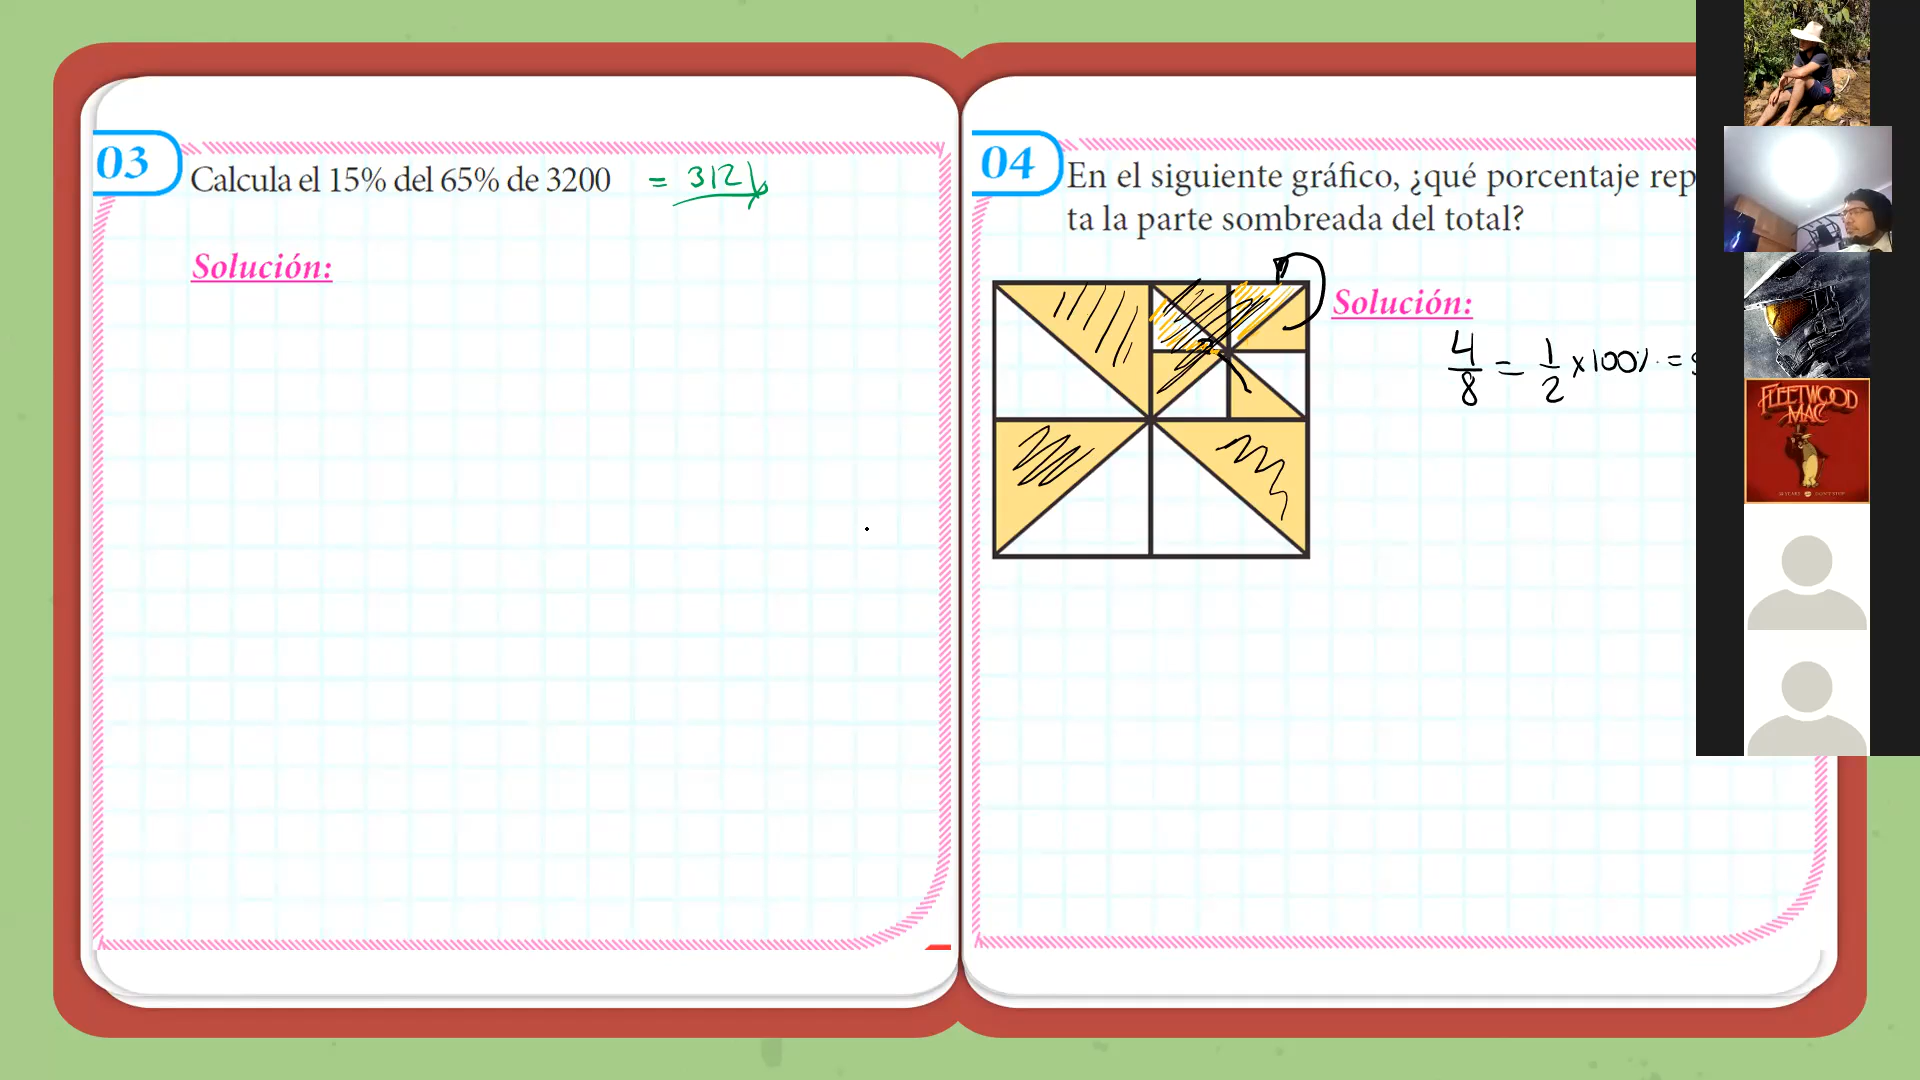 03
Calcula el 15% del 65% de 3200 = 312
Solución:
04
En el siguiente gráfico, ¿qué porcentaje rep
ta la parte sombreada del total?
Solución:
4/8 = 1/2 x 100% =
FLEETWOOD
MAC